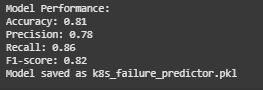 Model Performance:
Accuracy: 0.81
Precision: 0.78
Recall: 0.86
F1-score: 0.82
Model saved as k8s_failure_predictor.pkl